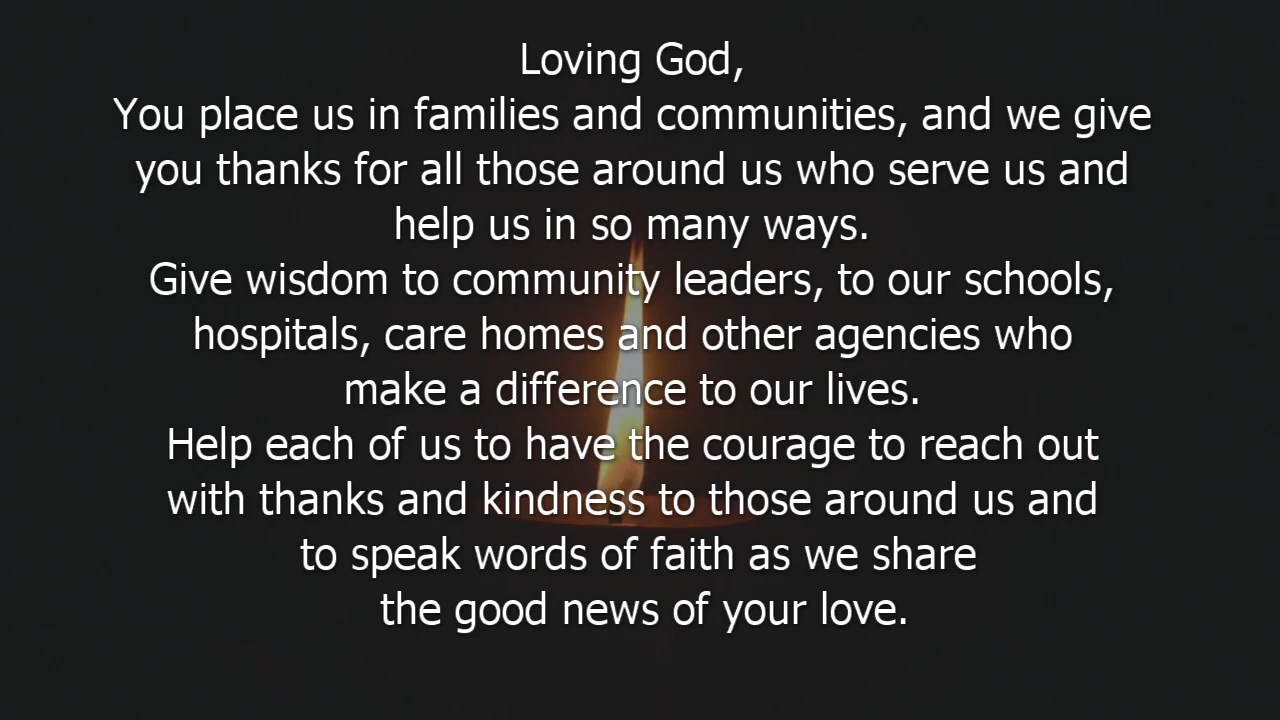 Loving God,
You place us in families and communities, and we give
you thanks for all those around us who serve us and
help us in so many ways.
Give wisdom to community leaders, to our schools,
hospitals, care homes and other agencies who
make a difference to our lives.
Help each of us to have the courage to reach out
with thanks and kindness to those around us and
to speak words of faith as we share
the good news of your love.